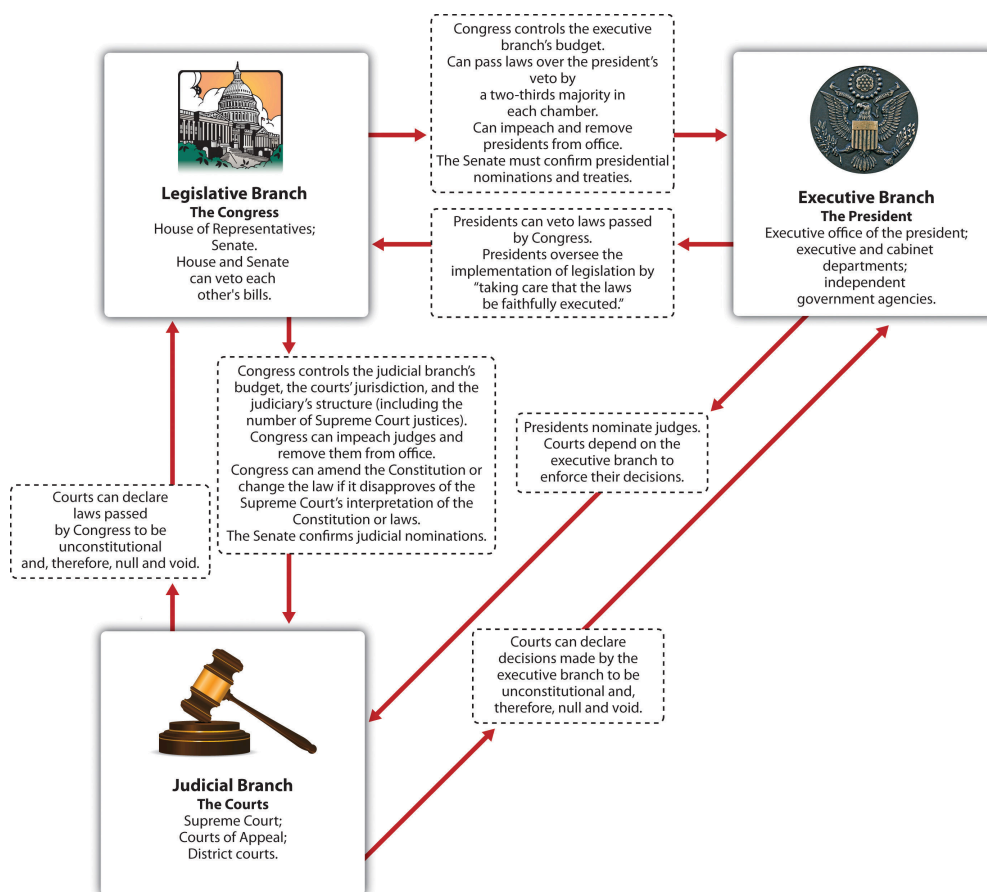 Congress controls the executive
branch's budget.
Can pass laws over the president's
veto by
a two-thirds majority in
each chamber.
Can impeach and remove
presidents from office.
The Senate must confirm presidential
nominations and treaties.
Legislative Branch
The Congress
House of Representatives;
Senate.
House and Senate
can veto each
other's bills.
Executive Branch
The President
Executive office of the president;
executive and cabinet
departments;
independent
government agencies.
Presidents can veto laws passed
by Congress.
Presidents oversee the
implementation of legislation by
“taking care that the laws
be faithfully executed.”
Congress controls the judicial branch's
budget, the courts' jurisdiction, and the
judiciary's structure (including the
number of Supreme Court justices).
Congress can impeach judges and
remove them from office.
Congress can amend the Constitution or
change the law if it disapproves of the
Supreme Court's interpretation of the
Constitution or laws.
The Senate confirms judicial nominations.
Presidents nominate judges.
Courts depend on the
executive branch to
enforce their decisions.
Courts can declare
laws passed
by Congress to be
unconstitutional
and, therefore, null and void.
Courts can declare
decisions made by the
executive branch to be
unconstitutional and,
therefore, null and void.
Judicial Branch
The Courts
Supreme Court;
Courts of Appeal;
District courts.